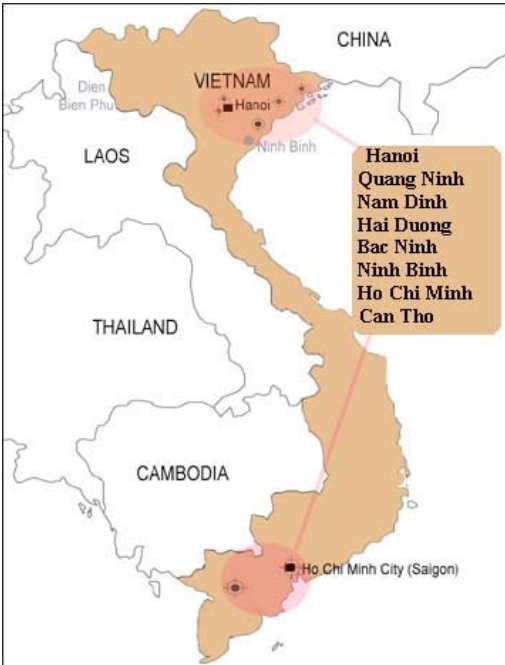 CHINA
VIETNAM
Dien
Bien Phu
Hanoi
Ninh Binh
LAOS
Hanoi
Quang Ninh
Nam Dinh
Hai Duong
Bac Ninh
Ninh Binh
Ho Chi Minh
Can Tho
THAILAND
CAMBODIA
Ho Chi Minh City (Saigon)